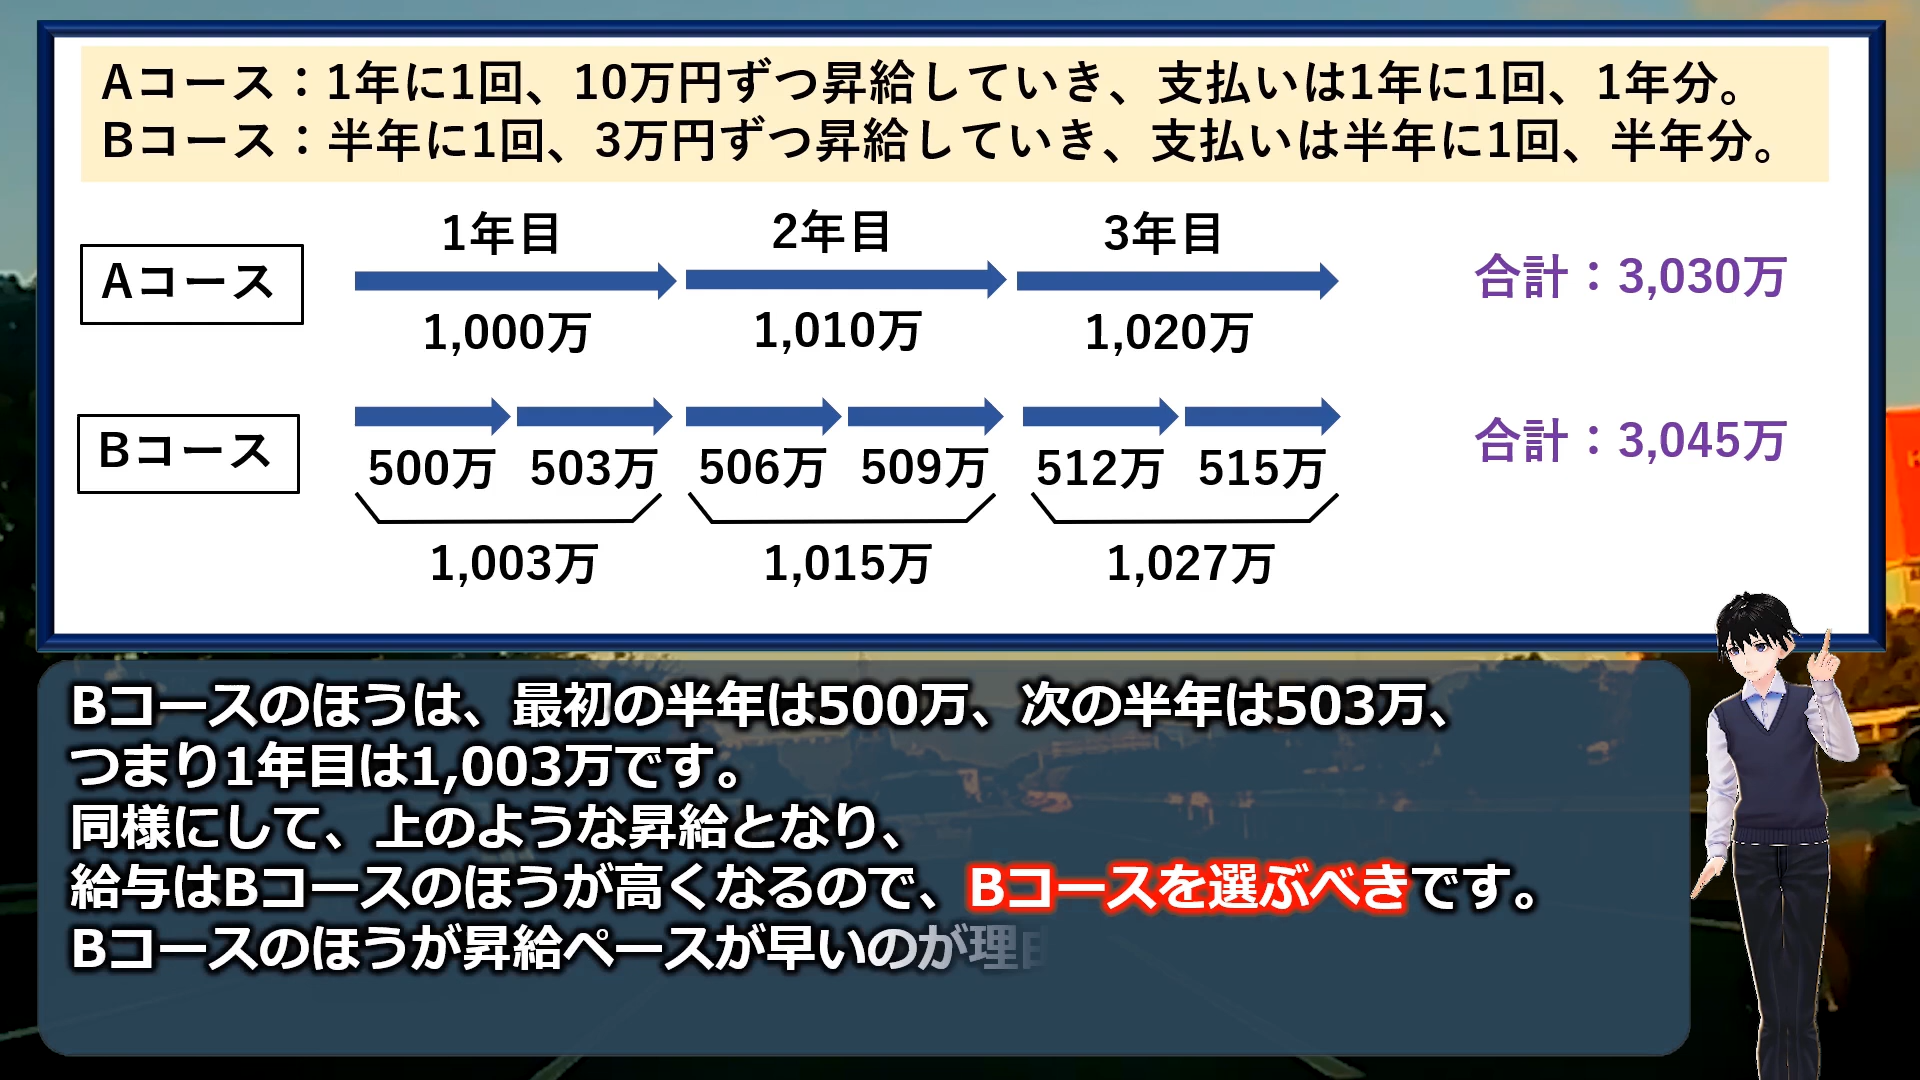 Aコース：1年に1回、10万円ずつ昇給していき、支払いは1年に1回、1年分。
Bコース：半年に1回、3万円ずつ昇給していき、支払いは半年に1回、半年分。
1年目 2年目 3年目
Aコース 合計：3,030万
1,000万 1,010万 1,020万
Bコース 合計：3,045万
500万 503万 506万 509万 512万 515万
1,003万 1,015万 1,027万
Bコースのほうは、最初の半年は500万、次の半年は503万、
つまり1年目は1,003万です。
同様にして、上のような昇給となり、
給与はBコースのほうが高くなるので、Bコースを選ぶべきです。
Bコースのほうが昇給ペースが早いのが理